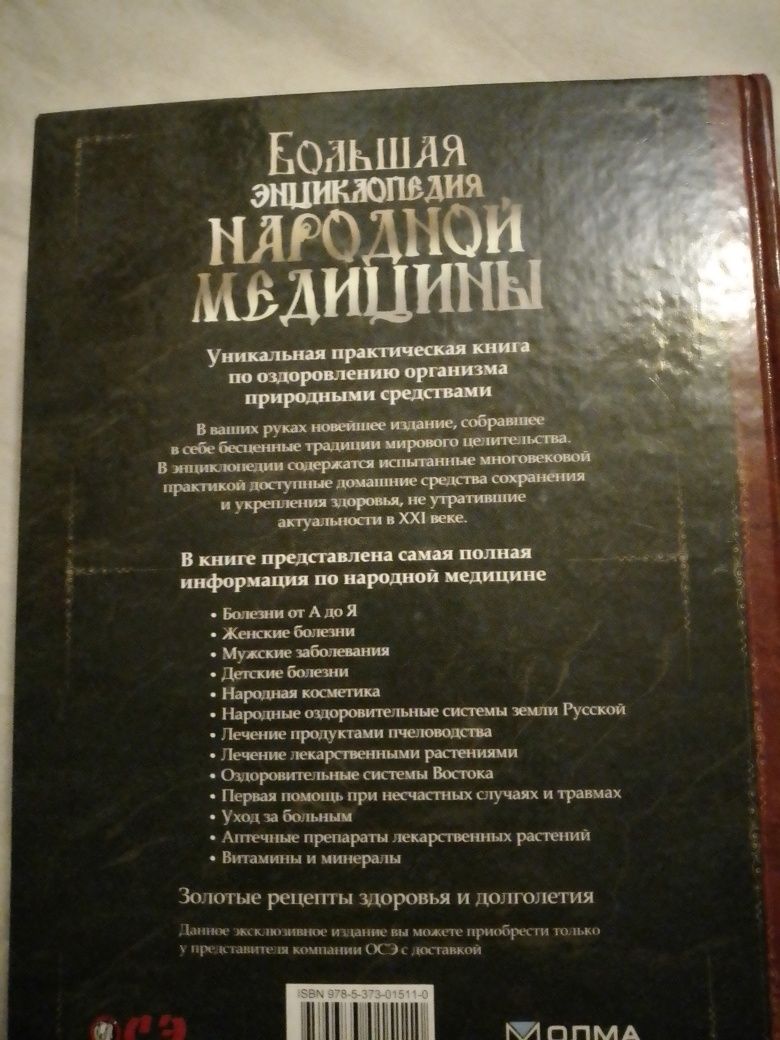 Большая
энциклопедия
народной
медицины
Уникальная практическая книга
по оздоровлению организма
природными средствами
В ваших руках новейшее издание, собравшее
в себе бесценные традиции мирового целительства.
В энциклопедии содержатся испытанные многовековой
практикой доступные домашние средства сохранения
и укрепления здоровья, не утратившие
актуальности в XXI веке.
В книге представлена самая полная
информация по народной медицине
• Болезни от А до Я
• Женские болезни
• Мужские заболевания
• Детские болезни
• Народная косметика
• Народные оздоровительные системы земли Русской
• Лечение продуктами пчеловодства
• Лечение лекарственными растениями
• Оздоровительные системы Востока
• Первая помощь при несчастных случаях и травмах
• Уход за больным
• Аптечные препараты лекарственных растений
• Витамины и минералы
Золотые рецепты здоровья и долголетия
Данное эксклюзивное издание вы можете приобрести только
у представителя компании ОСЭ с доставкой
ISBN 978-5-373-01511-0
ОСЭ
ОЛМА